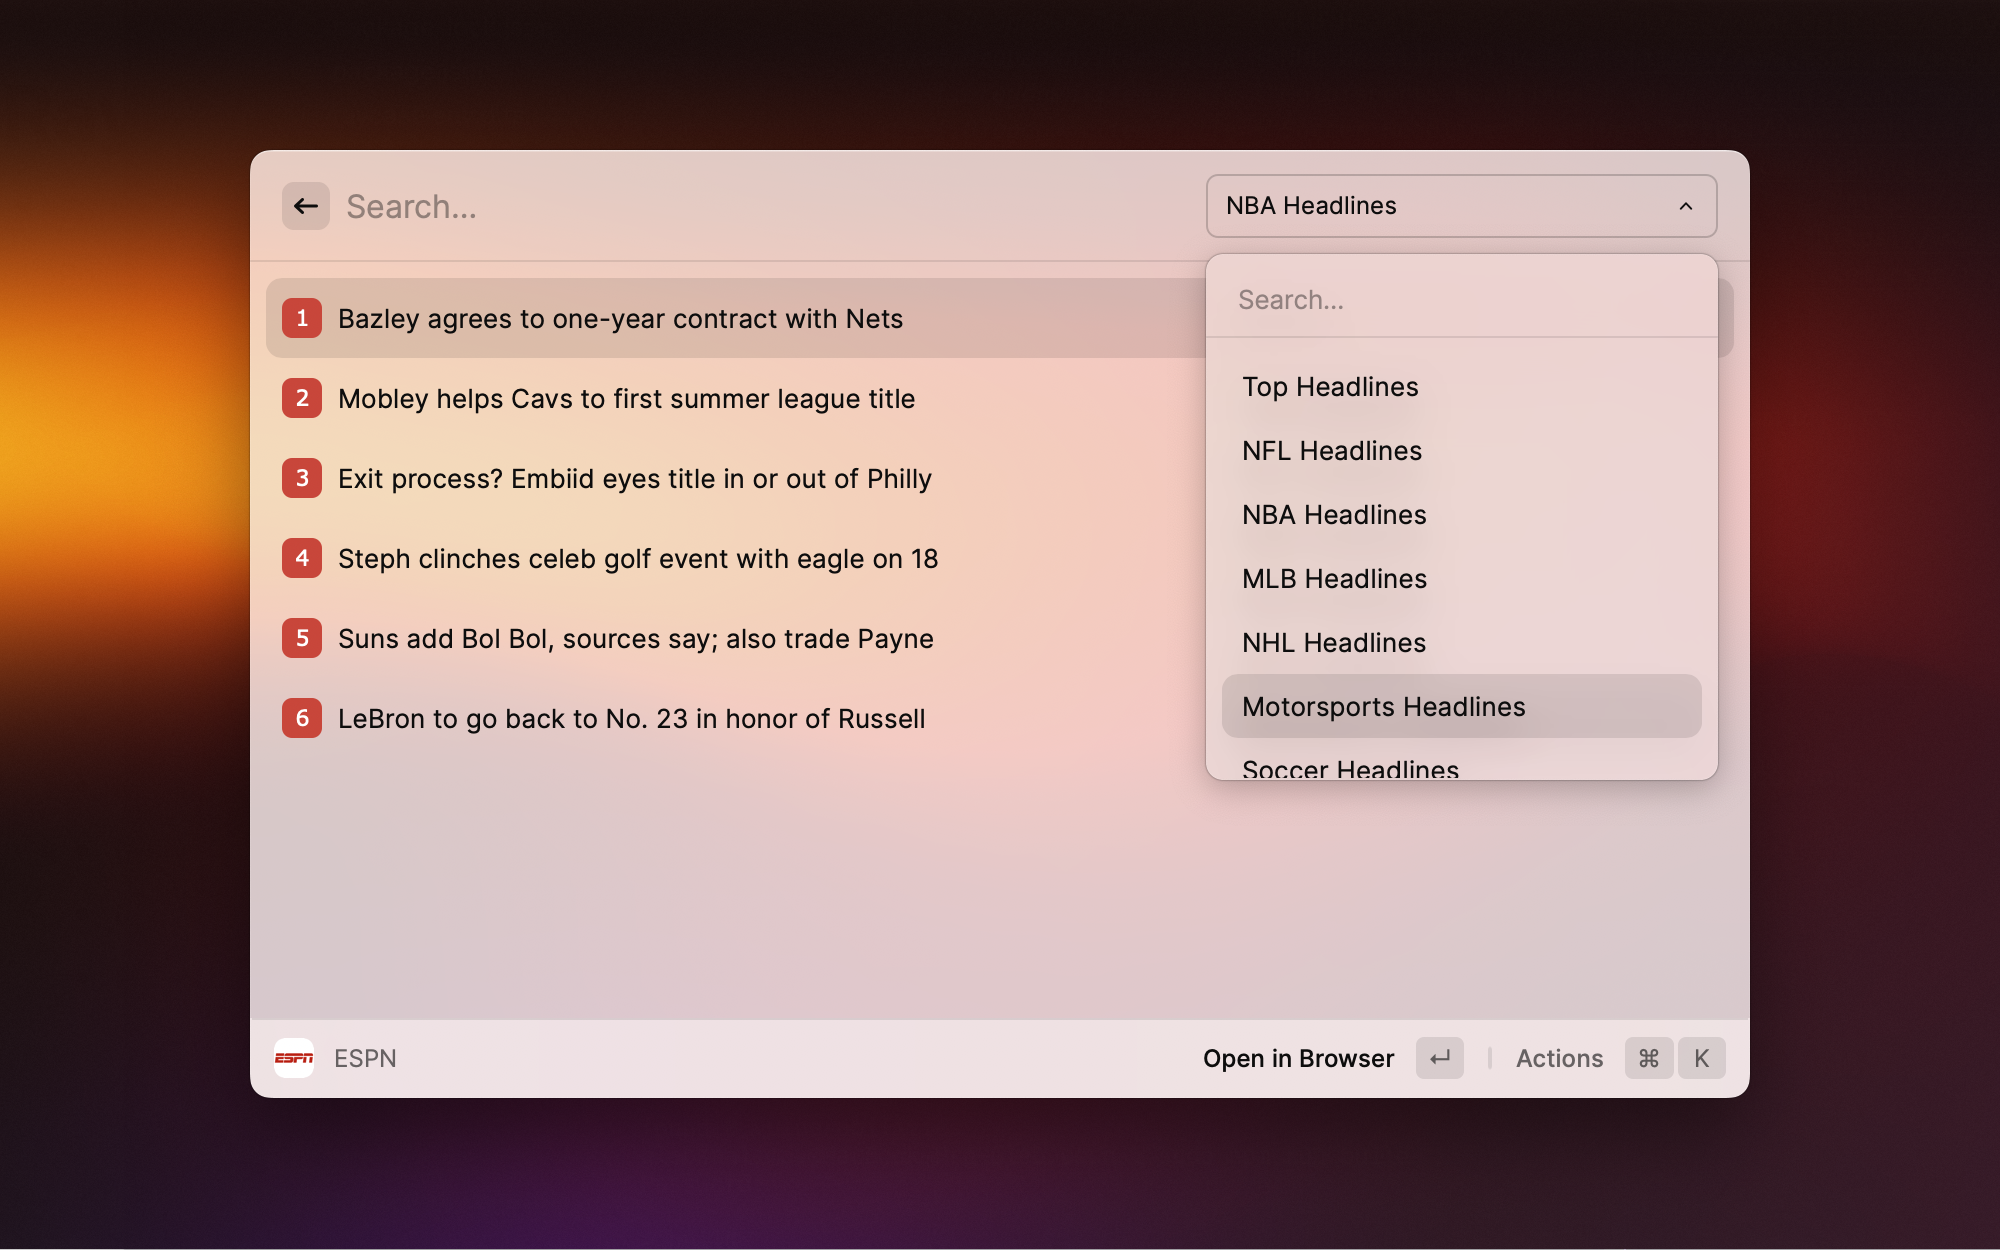 Search...
NBA Headlines
1 Bazley agrees to one-year contract with Nets
2 Mobley helps Cavs to first summer league title
3 Exit process? Embiid eyes title in or out of Philly
4 Steph clinches celeb golf event with eagle on 18
5 Suns add Bol Bol, sources say; also trade Payne
6 LeBron to go back to No. 23 in honor of Russell
Search...
Top Headlines
NFL Headlines
NBA Headlines
MLB Headlines
NHL Headlines
Motorsports Headlines
Soccer Headlines
ESPN ESPN
Open in Browser ↵ Actions ⌘ K